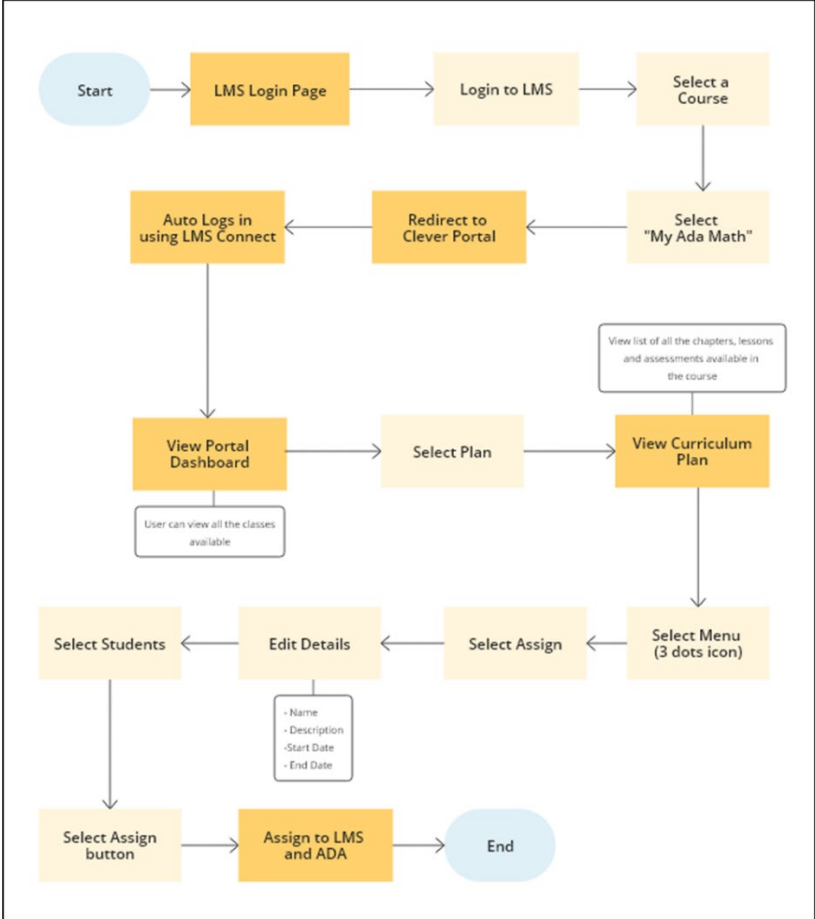 Start
LMS Login Page
Login to LMS
Select a
Course
Auto Logs in
using LMS Connect
Redirect to
Clever Portal
Select
"My Ada Math"
View list of all the chapters, lessons
and assessments available in
the course
View Portal
Dashboard
Select Plan
View Curriculum
Plan
User can view all the classes
available
Select Students
Edit Details
Select Assign
Select Menu
(3 dots icon)
- Name
- Description
-Start Date
- End Date
Select Assign
button
Assign to LMS
and ADA
End